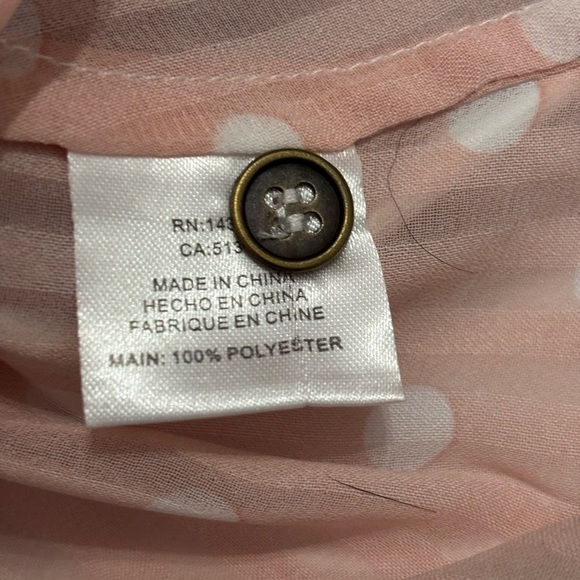 RN:143
CA:513
MADE IN CHINA
HECHO EN CHINA
FABRIQUE EN CHINE
MAIN: 100% POLYESTER